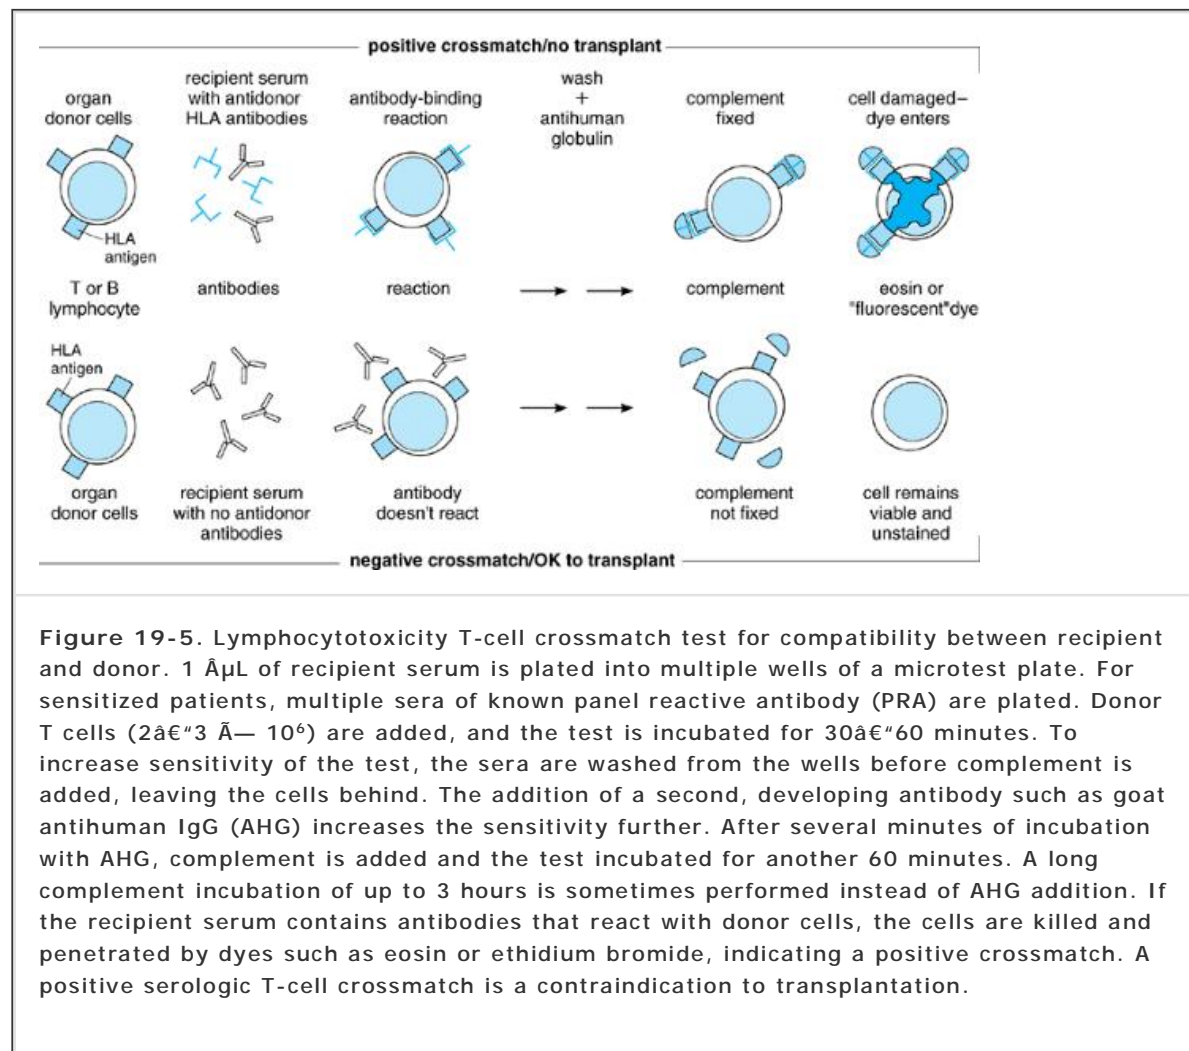 positive crossmatch/no transplant
organ
donor cells
recipient serum
with antidonor
HLA antibodies
antibody-binding
reaction
wash
+
antihuman
globulin
complement
fixed
cell damaged–
dye enters
HLA
antigen
T or B
lymphocyte
antibodies
reaction
complement
eosin or
"fluorescent"dye
HLA
antigen
organ
donor cells
recipient serum
with no antidonor
antibodies
antibody
doesn't react
complement
not fixed
cell remains
viable and
unstained
negative crossmatch/OK to transplant
Figure 19-5. Lymphocytotoxicity T-cell crossmatch test for compatibility between recipient
and donor. 1 ÂµL of recipient serum is plated into multiple wells of a microtest plate. For
sensitized patients, multiple sera of known panel reactive antibody (PRA) are plated. Donor
T cells (2â€“3 Ã— 10⁶) are added, and the test is incubated for 30â€“60 minutes. To
increase sensitivity of the test, the sera are washed from the wells before complement is
added, leaving the cells behind. The addition of a second, developing antibody such as goat
antihuman IgG (AHG) increases the sensitivity further. After several minutes of incubation
with AHG, complement is added and the test incubated for another 60 minutes. A long
complement incubation of up to 3 hours is sometimes performed instead of AHG addition. If
the recipient serum contains antibodies that react with donor cells, the cells are killed and
penetrated by dyes such as eosin or ethidium bromide, indicating a positive crossmatch. A
positive serologic T-cell crossmatch is a contraindication to transplantation.